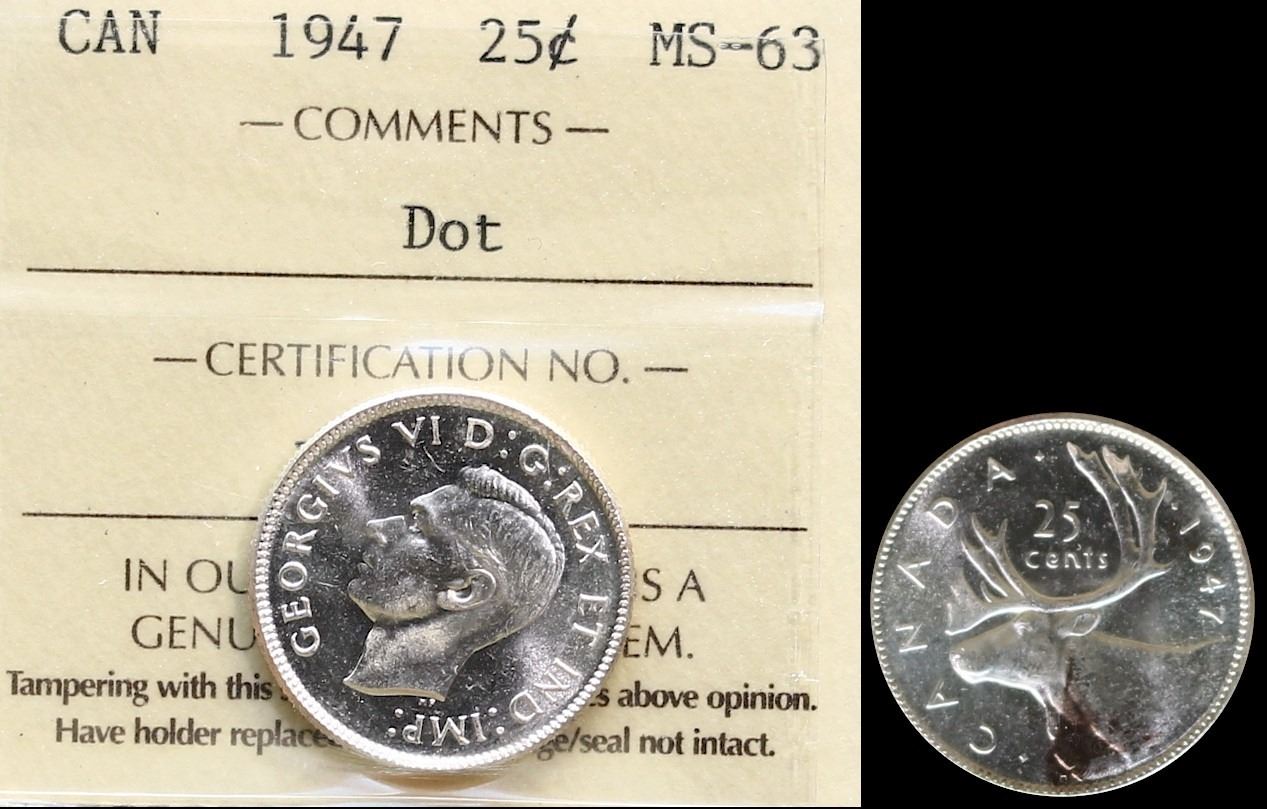 CAN 1947 25¢ MS-63
— COMMENTS —
Dot
— CERTIFICATION NO. —
IN OU S A
GENU EM.
Tampering with this s above opinion.
Have holder replaced ge/seal not intact.
GEORGIVS VI D:G:REX ET IND:IMP:
CANADA
25
cents
1947